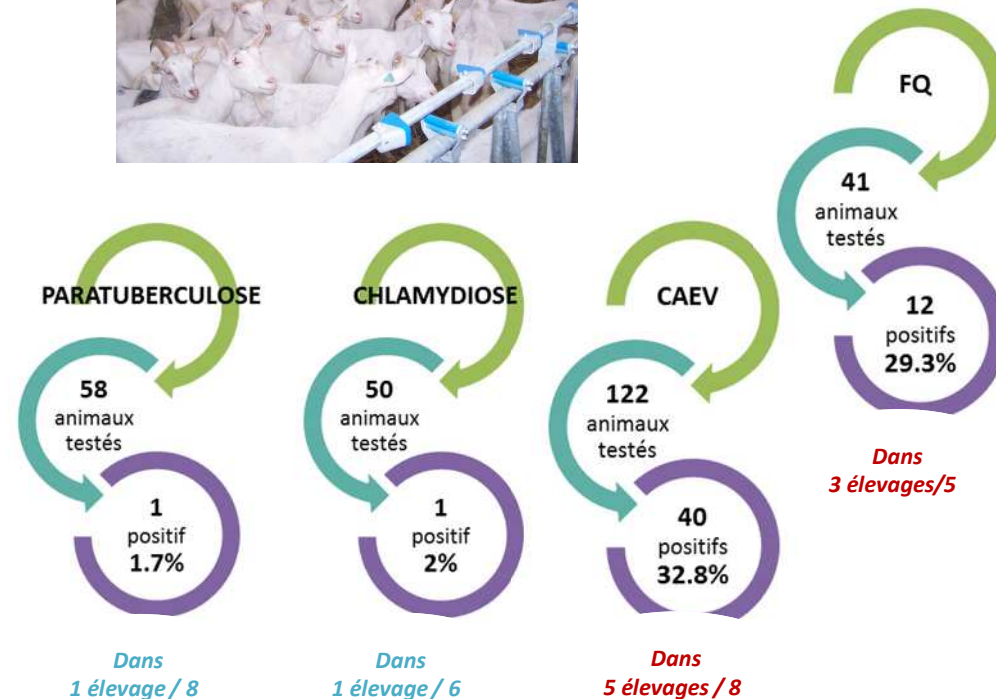 PARATUBERCULOSE
58
animaux
testés
1
positif
1.7%
Dans
1 élevage / 8
CHLAMYDIOSE
50
animaux
testés
1
positif
2%
Dans
1 élevage / 6
CAEV
122
animaux
testés
40
positifs
32.8%
Dans
5 élevages / 8
FQ
41
animaux
testés
12
positifs
29.3%
Dans
3 élevages/5